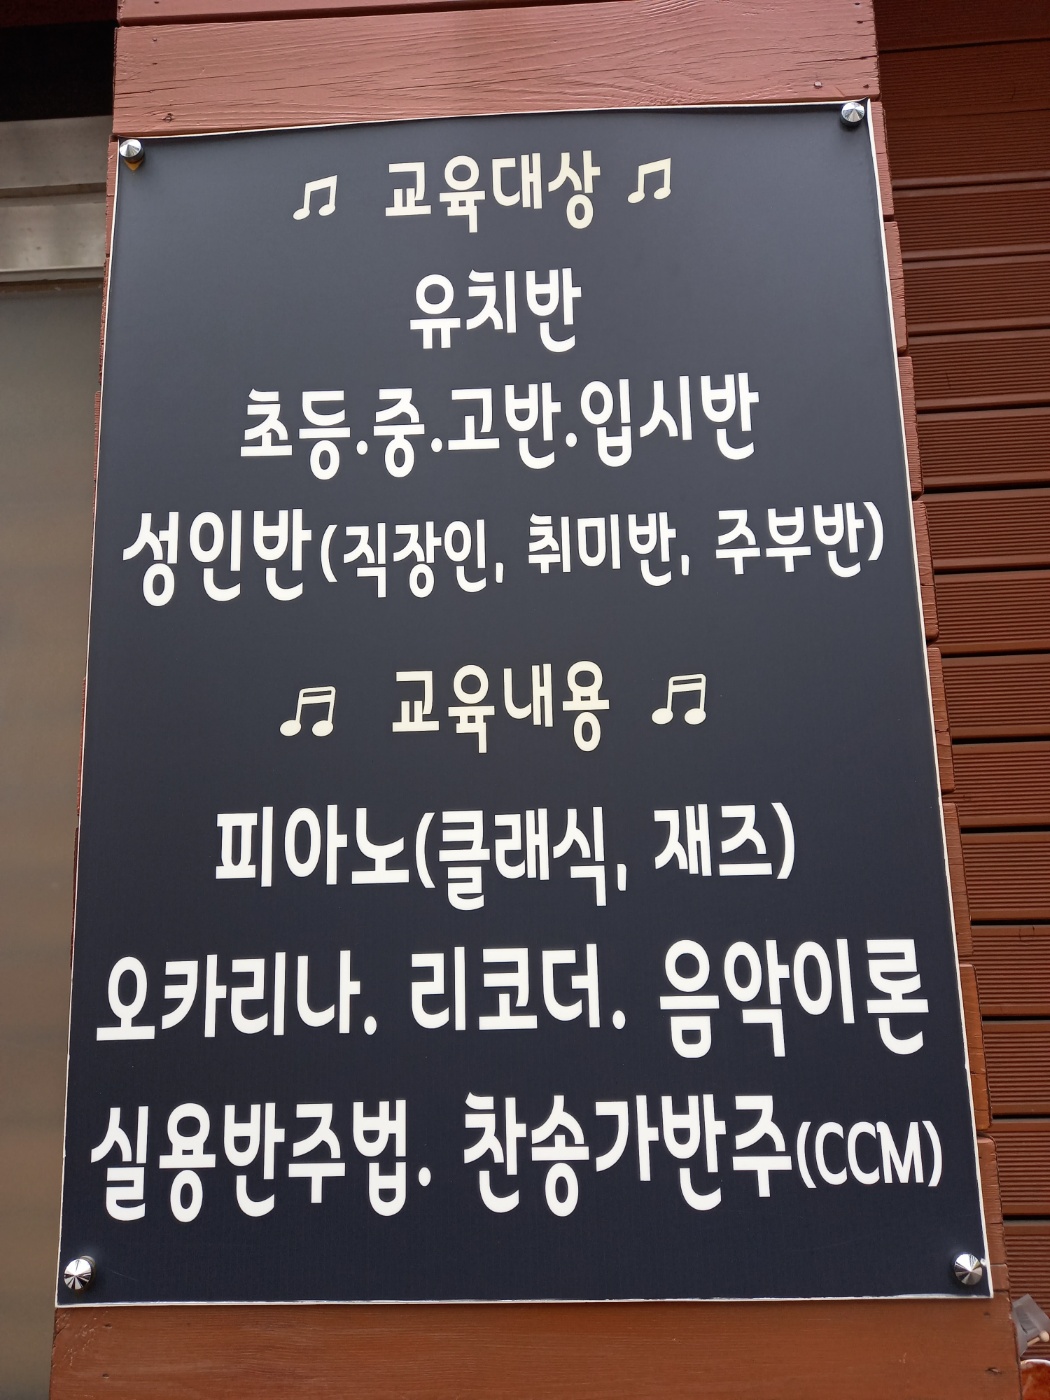 ♫ 교육대상 ♫
유치반
초등.중.고반.입시반
성인반(직장인, 취미반, 주부반)
♫ 교육내용 ♫
피아노(클래식, 재즈)
오카리나. 리코더. 음악이론
실용반주법. 찬송가반주(CCM)